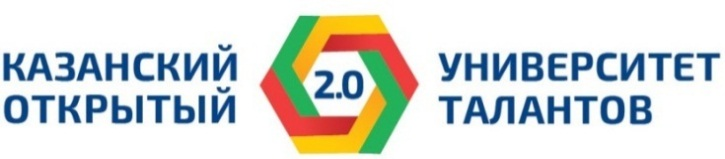 КАЗАНСКИЙ
ОТКРЫТЫЙ
2.0
УНИВЕРСИТЕТ
ТАЛАНТОВ